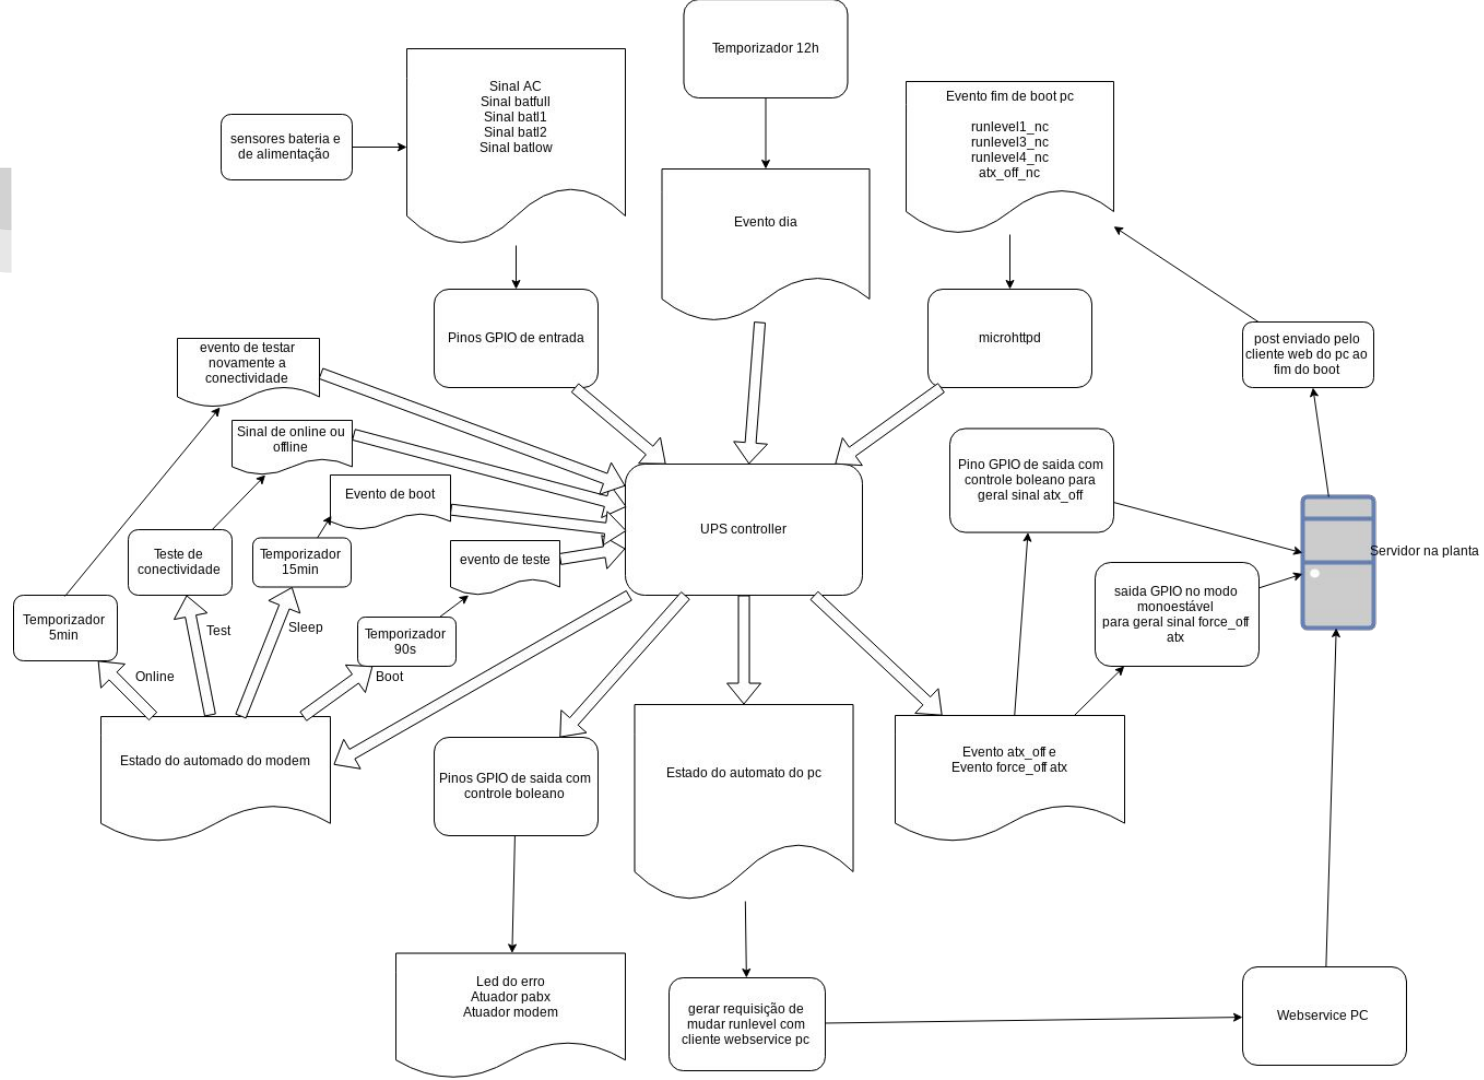 Temporizador 12h
Sinal AC
Sinal batfull
Sinal batl1
Sinal batl2
Sinal batlow
Evento fim de boot pc
runlevel1_nc
runlevel3_nc
runlevel4_nc
atx_off_nc
sensores bateria e
de alimentação
Evento dia
Pinos GPIO de entrada
microhttpd
post enviado pelo
cliente web do pc ao
fim do boot
evento de testar
novamente a
conectividade
Sinal de online ou
offline
Evento de boot
Pino GPIO de saida com
controle boleano para
geral sinal atx_off
UPS controller
Servidor na planta
Teste de
conectividade
Temporizador
15min
evento de teste
saida GPIO no modo
monoestável
para geral sinal force_off
atx
Temporizador
5min
Test
Sleep
Temporizador
90s
Online
Boot
Estado do automado do modem
Pinos GPIO de saida com
controle boleano
Estado do automato do pc
Evento atx_off e
Evento force_off atx
Led do erro
Atuador pabx
Atuador modem
gerar requisição de
mudar runlevel com
cliente webservice pc
Webservice PC